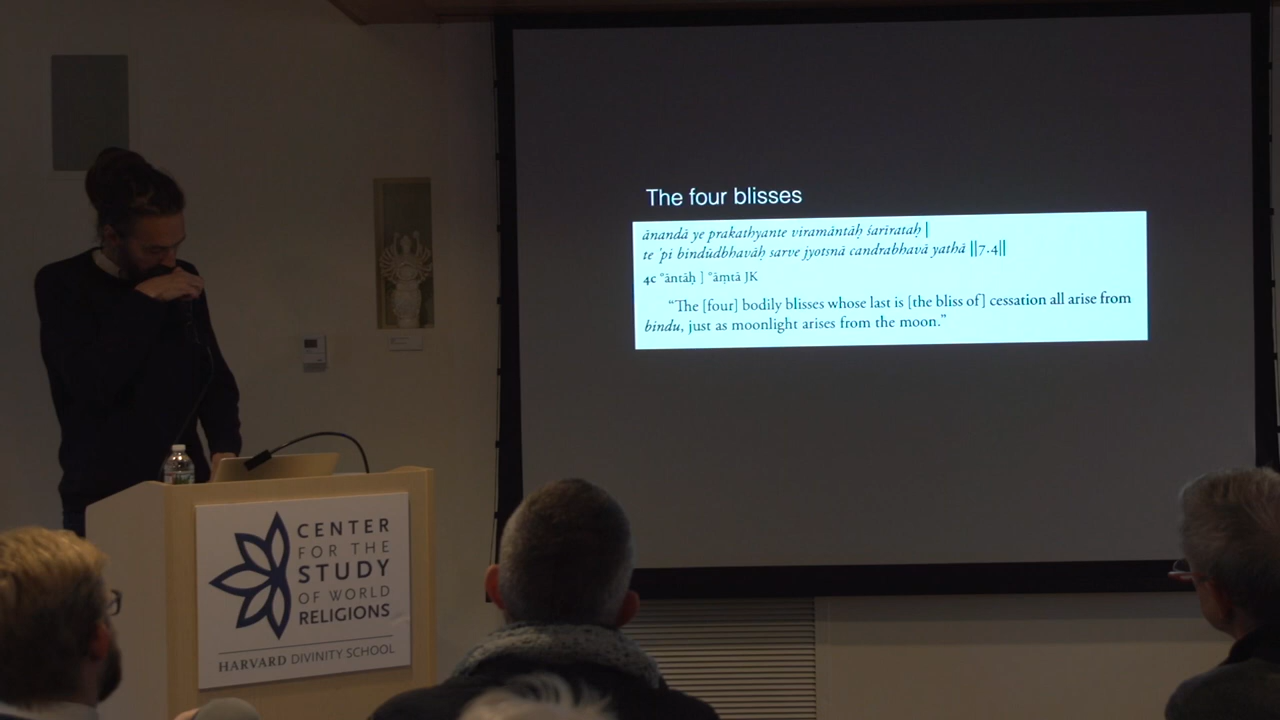 The four blisses
ānandā ye prakathyante viramāntāḥ śarirataḥ |
te 'pi bindūdbhavāḥ sarve jyotsnā candrabhavā yathā ||7.4||
4c °āntāḥ ] °āṃtā JK
“The [four] bodily blisses whose last is [the bliss of] cessation all arise from
bindu, just as moonlight arises from the moon.”
CENTER
FOR THE
STUDY
OF WORLD
RELIGIONS
HARVARD DIVINITY SCHOOL